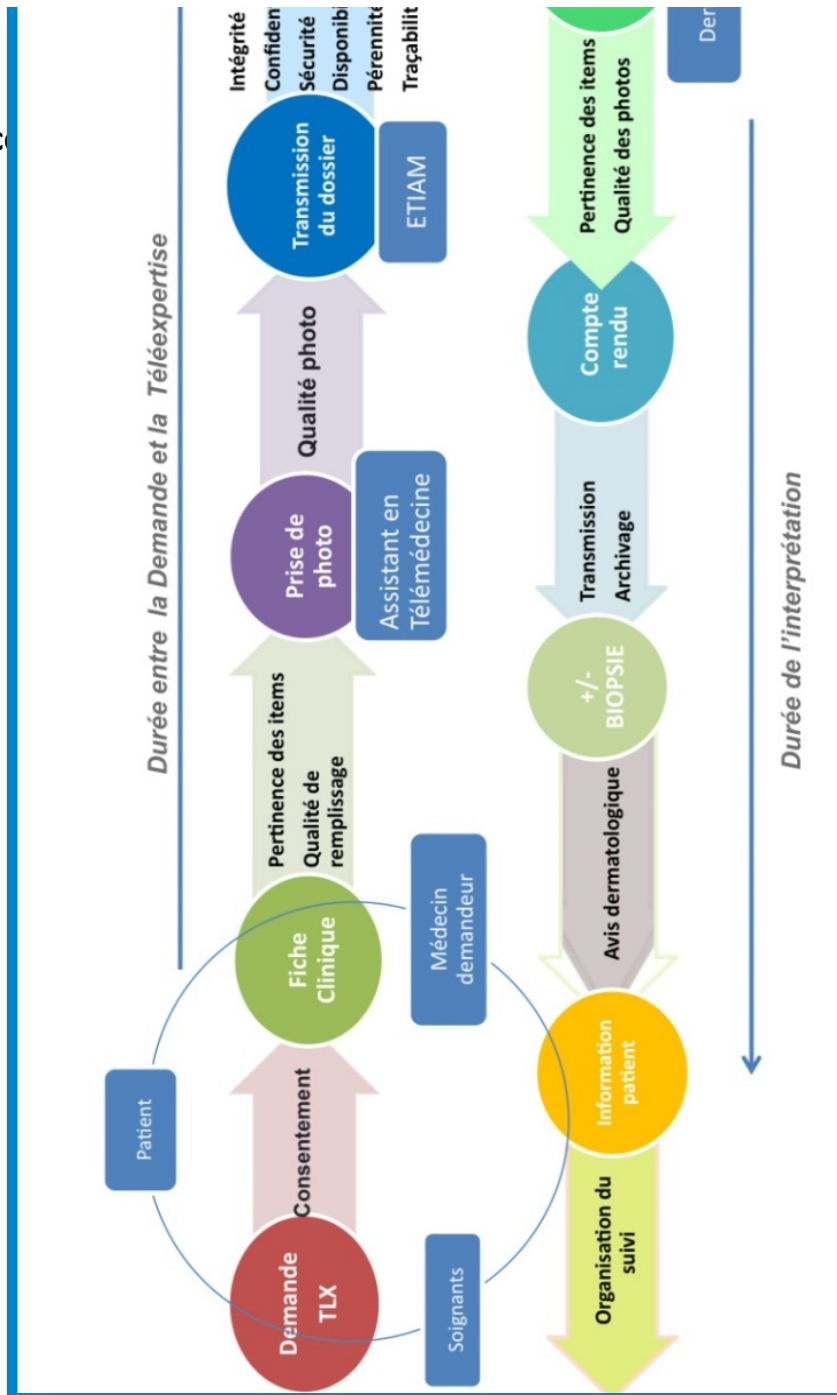 Durée entre la Demande et la Téléexpertise
Patient
Demande
TLX
Consentement
Fiche
Clinique
Pertinence des items
Qualité de
remplissage
Prise de
photo
Qualité photo
Transmission
du dossier
Intégrité
Sécurité
Soignants
Médecin
demandeur
Assistant en
Télémédecine
ETIAM
Organisation du
suivi
Information
patient
Avis dermatologique
+/-
BIOPSIE
Transmission
Archivage
Compte
rendu
Pertinence des items
Qualité des photos
Durée de l'interprétation